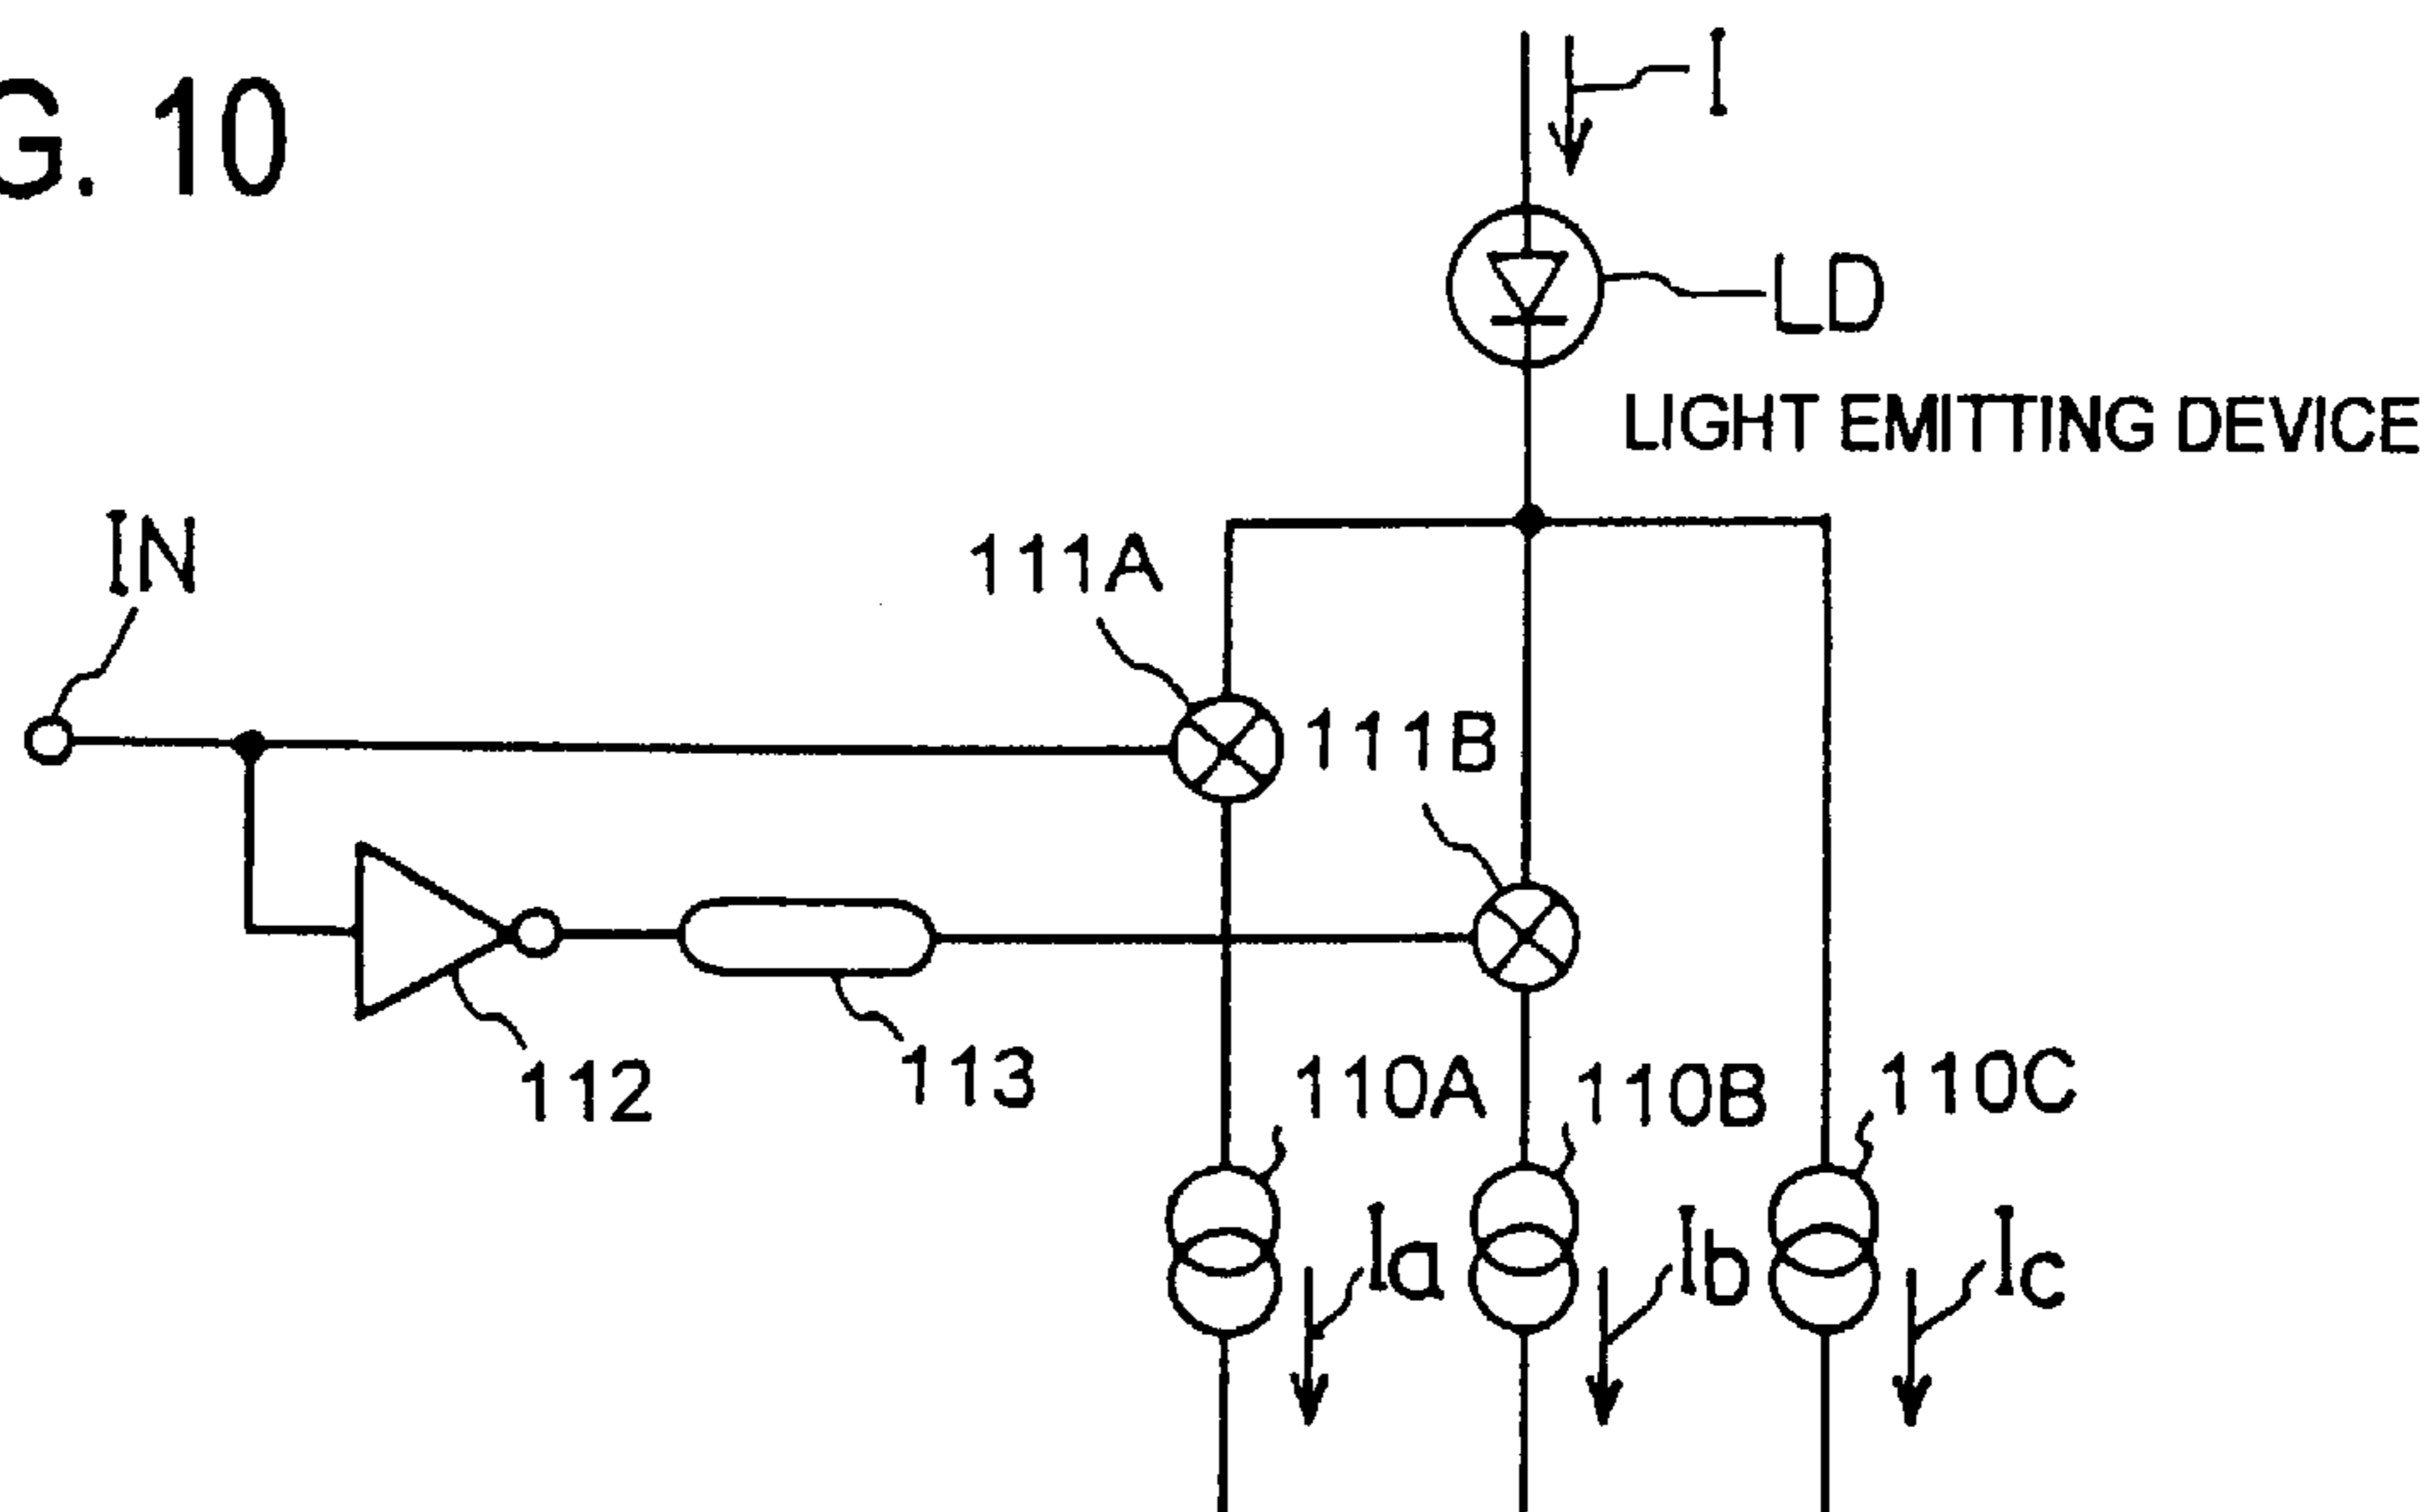 G. 10
I
LD
LIGHT EMITTING DEVICE
IN
111A
111B
112
113
110A
110B
110C
Ia
Ib
Ic